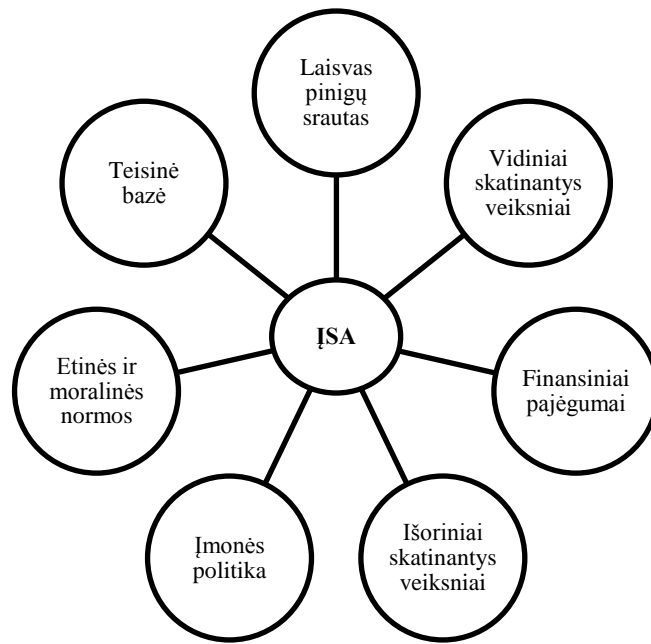 Laisvas
pinigų
srautas
Vidiniai
skatinantys
veiksniai
Finansiniai
pajėgumai
Išoriniai
skatinantys
veiksniai
Įmonės
politika
Etinės ir
moralinės
normos
Teisinė
bazė
ĮSA